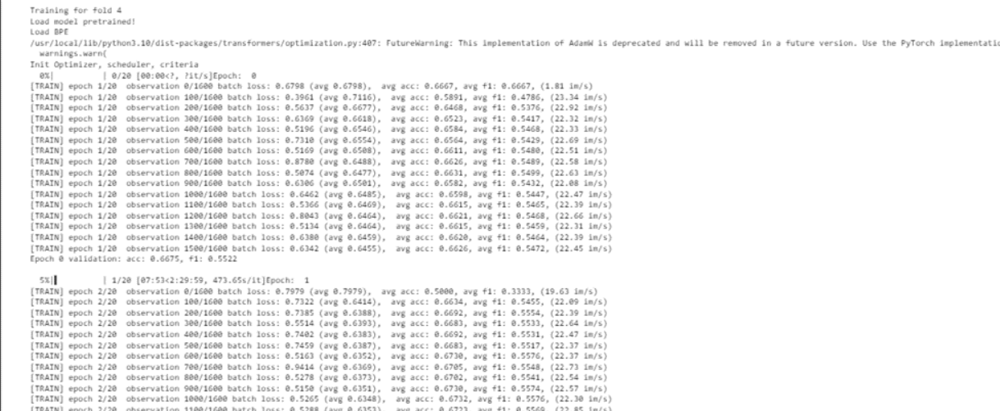 Training for fold 4
Load model pretrained!
Load BPE
/usr/local/lib/python3.10/dist-packages/transformers/optimization.py:407: FutureWarning: This implementation of AdamW is deprecated and will be removed in a future version. Use the PyTorch implementatio
warnings.warn(
Init Optimizer, scheduler, criteria
0%| | 0/20 [00:00<?, ?it/s]Epoch: 0
[TRAIN] epoch 1/20 observation 0/1600 batch loss: 0.6798 (avg 0.6798), avg acc: 0.6667, avg f1: 0.6667, (1.81 im/s)
[TRAIN] epoch 1/20 observation 100/1600 batch loss: 0.3961 (avg 0.7116), avg acc: 0.5891, avg f1: 0.4786, (23.34 im/s)
[TRAIN] epoch 1/20 observation 200/1600 batch loss: 0.5637 (avg 0.6677), avg acc: 0.6468, avg f1: 0.5376, (22.92 im/s)
[TRAIN] epoch 1/20 observation 300/1600 batch loss: 0.6369 (avg 0.6618), avg acc: 0.6523, avg f1: 0.5417, (22.32 im/s)
[TRAIN] epoch 1/20 observation 400/1600 batch loss: 0.5196 (avg 0.6546), avg acc: 0.6584, avg f1: 0.5468, (22.33 im/s)
[TRAIN] epoch 1/20 observation 500/1600 batch loss: 0.7310 (avg 0.6554), avg acc: 0.6564, avg f1: 0.5429, (22.69 im/s)
[TRAIN] epoch 1/20 observation 600/1600 batch loss: 0.5169 (avg 0.6508), avg acc: 0.6611, avg f1: 0.5480, (22.51 im/s)
[TRAIN] epoch 1/20 observation 700/1600 batch loss: 0.8780 (avg 0.6488), avg acc: 0.6626, avg f1: 0.5489, (22.58 im/s)
[TRAIN] epoch 1/20 observation 800/1600 batch loss: 0.5074 (avg 0.6477), avg acc: 0.6631, avg f1: 0.5499, (22.63 im/s)
[TRAIN] epoch 1/20 observation 900/1600 batch loss: 0.6306 (avg 0.6501), avg acc: 0.6582, avg f1: 0.5432, (22.08 im/s)
[TRAIN] epoch 1/20 observation 1000/1600 batch loss: 0.6462 (avg 0.6485), avg acc: 0.6598, avg f1: 0.5447, (22.47 im/s)
[TRAIN] epoch 1/20 observation 1100/1600 batch loss: 0.5366 (avg 0.6469), avg acc: 0.6615, avg f1: 0.5465, (22.39 im/s)
[TRAIN] epoch 1/20 observation 1200/1600 batch loss: 0.8043 (avg 0.6464), avg acc: 0.6621, avg f1: 0.5468, (22.66 im/s)
[TRAIN] epoch 1/20 observation 1300/1600 batch loss: 0.5134 (avg 0.6464), avg acc: 0.6615, avg f1: 0.5459, (22.31 im/s)
[TRAIN] epoch 1/20 observation 1400/1600 batch loss: 0.6380 (avg 0.6459), avg acc: 0.6620, avg f1: 0.5464, (22.39 im/s)
[TRAIN] epoch 1/20 observation 1500/1600 batch loss: 0.6342 (avg 0.6455), avg acc: 0.6626, avg f1: 0.5472, (22.45 im/s)
Epoch 0 validation: acc: 0.6675, f1: 0.5522
5%| | 1/20 [07:53<2:29:59, 473.65s/it]Epoch: 1
[TRAIN] epoch 2/20 observation 0/1600 batch loss: 0.7979 (avg 0.7979), avg acc: 0.5000, avg f1: 0.3333, (19.63 im/s)
[TRAIN] epoch 2/20 observation 100/1600 batch loss: 0.7322 (avg 0.6414), avg acc: 0.6634, avg f1: 0.5455, (22.09 im/s)
[TRAIN] epoch 2/20 observation 200/1600 batch loss: 0.7385 (avg 0.6388), avg acc: 0.6692, avg f1: 0.5554, (22.39 im/s)
[TRAIN] epoch 2/20 observation 300/1600 batch loss: 0.5514 (avg 0.6393), avg acc: 0.6683, avg f1: 0.5533, (22.64 im/s)
[TRAIN] epoch 2/20 observation 400/1600 batch loss: 0.7402 (avg 0.6383), avg acc: 0.6692, avg f1: 0.5531, (22.47 im/s)
[TRAIN] epoch 2/20 observation 500/1600 batch loss: 0.7459 (avg 0.6387), avg acc: 0.6683, avg f1: 0.5517, (22.37 im/s)
[TRAIN] epoch 2/20 observation 600/1600 batch loss: 0.5163 (avg 0.6352), avg acc: 0.6730, avg f1: 0.5576, (22.37 im/s)
[TRAIN] epoch 2/20 observation 700/1600 batch loss: 0.9414 (avg 0.6369), avg acc: 0.6705, avg f1: 0.5548, (22.73 im/s)
[TRAIN] epoch 2/20 observation 800/1600 batch loss: 0.5278 (avg 0.6373), avg acc: 0.6702, avg f1: 0.5541, (22.54 im/s)
[TRAIN] epoch 2/20 observation 900/1600 batch loss: 0.5150 (avg 0.6351), avg acc: 0.6730, avg f1: 0.5574, (22.57 im/s)
[TRAIN] epoch 2/20 observation 1000/1600 batch loss: 0.5265 (avg 0.6348), avg acc: 0.6732, avg f1: 0.5576, (22.30 im/s)
[TRAIN] epoch 2/20 observation 1100/1600 batch loss: 0.5288 (avg 0.6353), avg acc: 0.6723, avg f1: 0.5569, (22.85 im/s)